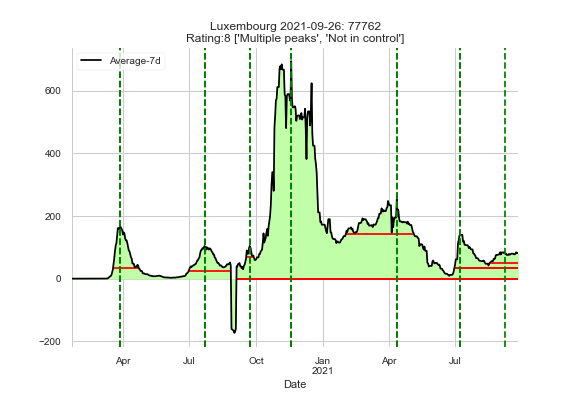 Luxembourg 2021-09-26: 77762
Rating:8 ['Multiple peaks', 'Not in control']
Average-7d
600
400
200
0
−200
Apr
Jul
Oct
Jan
2021
Apr
Jul
Date